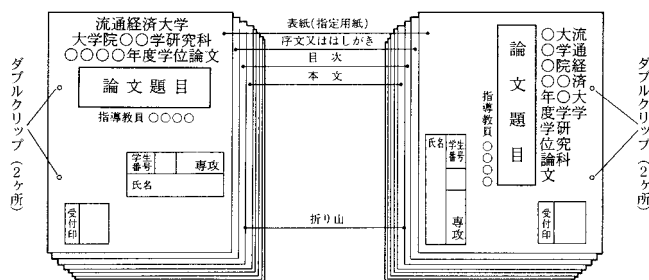 流通経済大学
大学院○○学研究科
○○○○年度学位論文
論文題目
指導教員 ○○○○
学生番号
専攻
氏名
受付印
ダブルクリップ（2ヶ所）
表紙(指定用紙)
序文又ははしがき
目次
本文
折り山
流通経済大学
大学院○○学研究科
○○○○年度学位論文
論文題目
指導教員 ○○○○
学生番号
専攻
氏名
受付印
ダブルクリップ（2ヶ所）